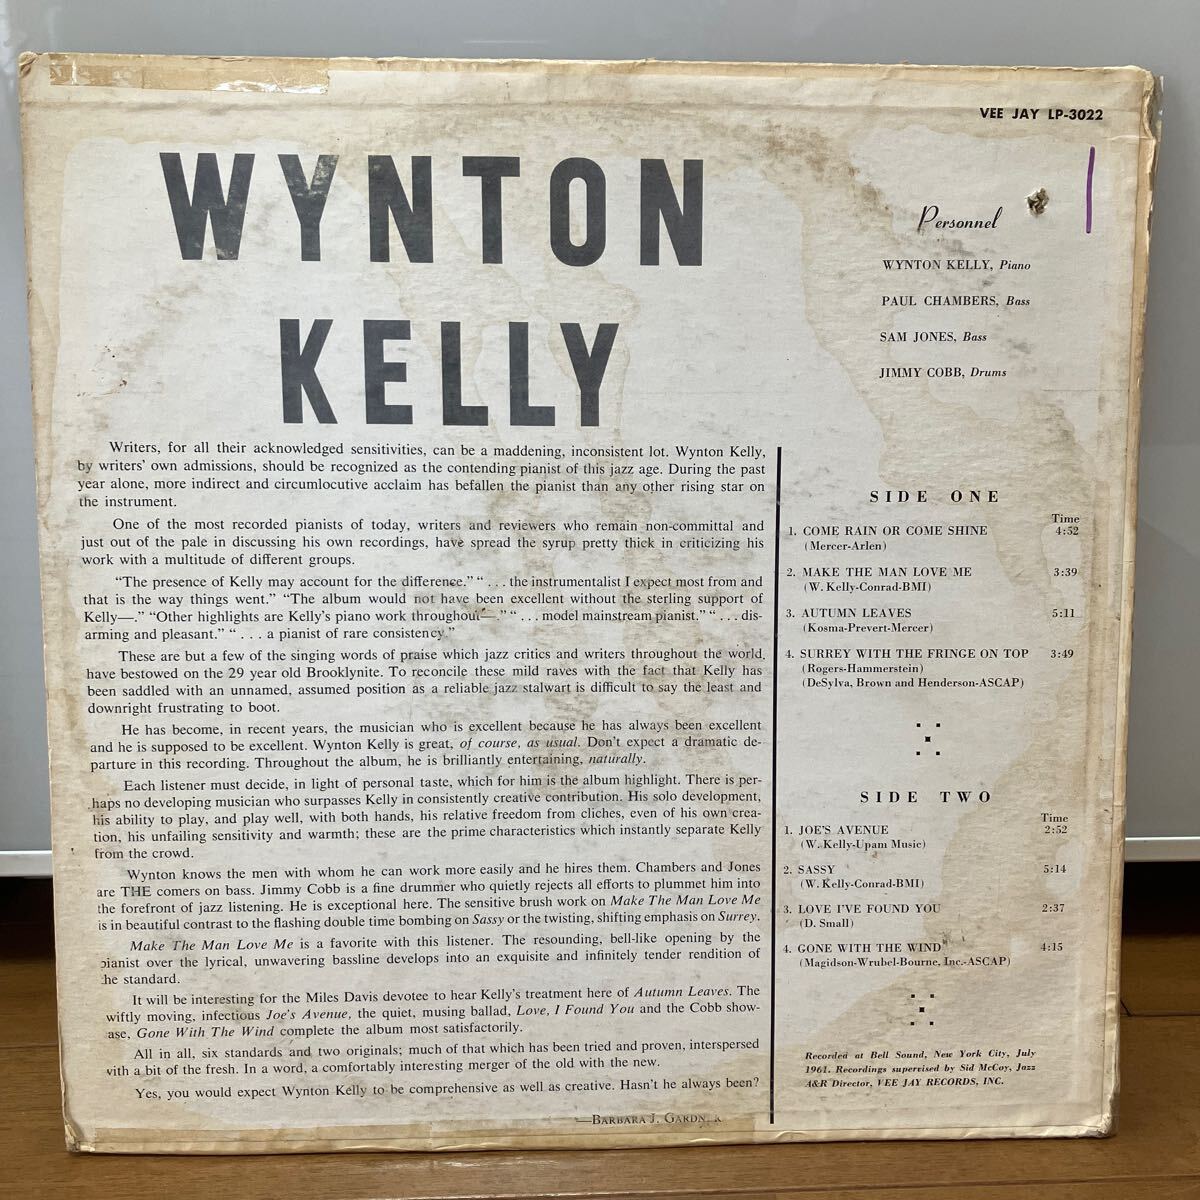 VEE JAY LP-3022
WYNTON
KELLY
Personnel
WYNTON KELLY, Piano
PAUL CHAMBERS, Bass
SAM JONES, Bass
JIMMY COBB, Drums
Writers, for all their acknowledged sensitivities, can be a maddening, inconsistent lot. Wynton Kelly,
by writers' own admissions, should be recognized as the contending pianist of this jazz age. During the past
year alone, more indirect and circumlocutive acclaim has befallen the pianist than any other rising star on
the instrument.
One of the most recorded pianists of today, writers and reviewers who remain non-committal and
just out of the pale in discussing his own recordings, have spread the syrup pretty thick in criticizing his
work with a multitude of different groups.
“The presence of Kelly may account for the difference.” “. . . the instrumentalist I expect most from and
that is the way things went.” “The album would not have been excellent without the sterling support of
Kelly—.” “Other highlights are Kelly's piano work throughout—.” “. . . model mainstream pianist.” “. . . dis-
arming and pleasant.” “. . . a pianist of rare consistency.”
These are but a few of the singing words of praise which jazz critics and writers throughout the world,
have bestowed on the 29 year old Brooklynite. To reconcile these mild raves with the fact that Kelly has
been saddled with an unnamed, assumed position as a reliable jazz stalwart is difficult to say the least and
downright frustrating to boot.
He has become, in recent years, the musician who is excellent because he has always been excellent
and he is supposed to be excellent. Wynton Kelly is great, of course, as usual. Don't expect a dramatic de-
parture in this recording. Throughout the album, he is brilliantly entertaining, naturally.
Each listener must decide, in light of personal taste, which for him is the album highlight. There is per-
haps no developing musician who surpasses Kelly in consistently creative contribution. His solo development,
his ability to play, and play well, with both hands, his relative freedom from cliches, even of his own crea-
tion, his unfailing sensitivity and warmth; these are the prime characteristics which instantly separate Kelly
from the crowd.
Wynton knows the men with whom he can work more easily and he hires them. Chambers and Jones
are THE comers on bass. Jimmy Cobb is a fine drummer who quietly rejects all efforts to plummet him into
the forefront of jazz listening. He is exceptional here. The sensitive brush work on Make The Man Love Me
is in beautiful contrast to the flashing double time bombing on Sassy or the twisting, shifting emphasis on Surrey.
Make The Man Love Me is a favorite with this listener. The resounding, bell-like opening by the
pianist over the lyrical, unwavering bassline develops into an exquisite and infinitely tender rendition of
the standard.
It will be interesting for the Miles Davis devotee to hear Kelly's treatment here of Autumn Leaves. The
wiftly moving, infectious Joe's Avenue, the quiet, musing ballad, Love, I Found You and the Cobb show-
ase, Gone With The Wind complete the album most satisfactorily.
All in all, six standards and two originals; much of that which has been tried and proven, interspersed
with a bit of the fresh. In a word, a comfortably interesting merger of the old with the new.
Yes, you would expect Wynton Kelly to be comprehensive as well as creative. Hasn't he always been?
—BARBARA J. GARDNER
SIDE ONE
Time
1. COME RAIN OR COME SHINE 4:52
(Mercer-Arlen)
2. MAKE THE MAN LOVE ME 3:39
(W. Kelly-Conrad-BMI)
3. AUTUMN LEAVES 5:11
(Kosma-Prevert-Mercer)
4. SURREY WITH THE FRINGE ON TOP 3:49
(Rogers-Hammerstein)
(DeSylva, Brown and Henderson-ASCAP)
SIDE TWO
Time
1. JOE'S AVENUE 2:52
(W. Kelly-Upam Music)
2. SASSY 5:14
(W. Kelly-Conrad-BMI)
3. LOVE I'VE FOUND YOU 2:37
(D. Small)
4. GONE WITH THE WIND 4:15
(Magidson-Wrubel-Bourne, Inc.-ASCAP)
Recorded at Bell Sound, New York City, July
1961. Recordings supervised by Sid McCoy, Jazz
A&R Director, VEE JAY RECORDS, INC.